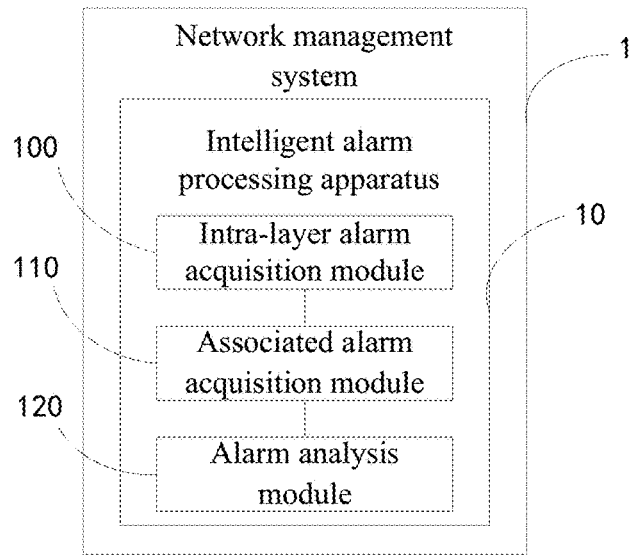 Network management
system
1
100
Intelligent alarm
processing apparatus
10
Intra-layer alarm
acquisition module
110
Associated alarm
acquisition module
120
Alarm analysis
module